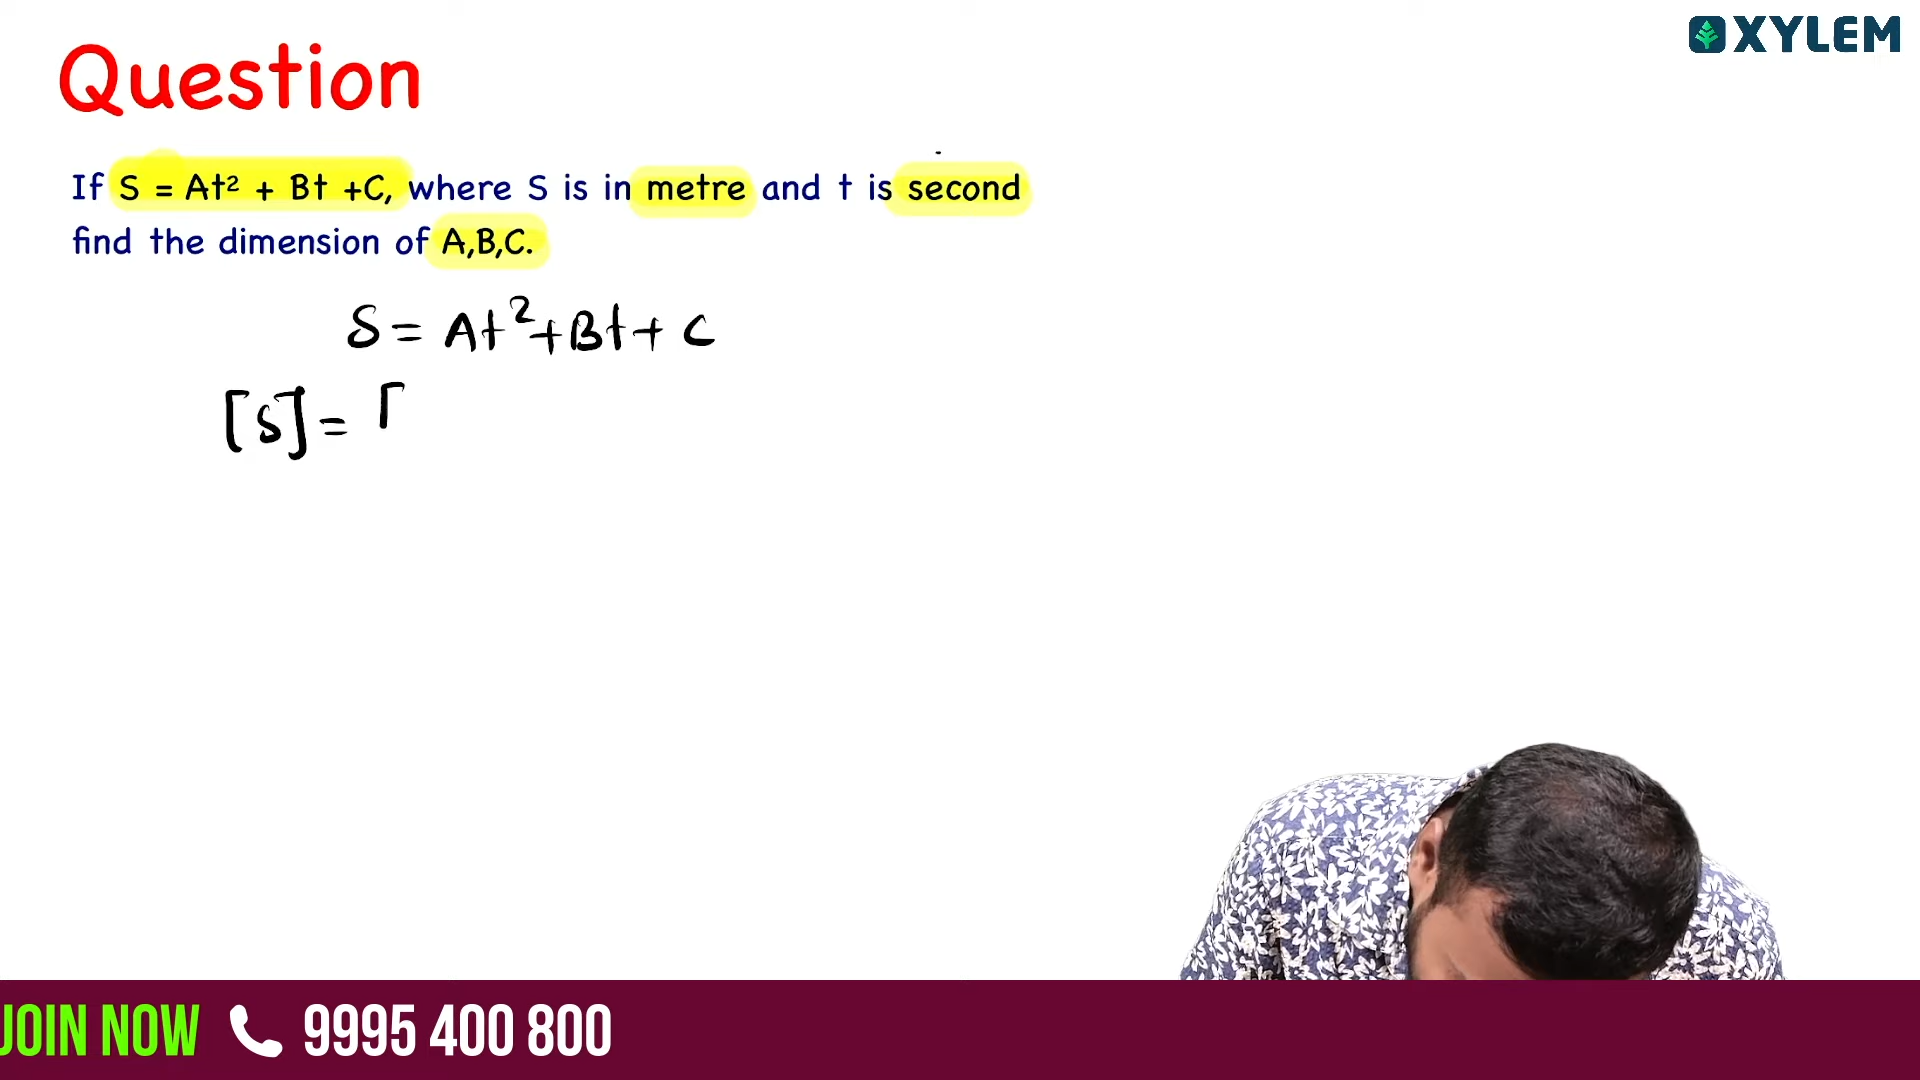 XYLEM
Question
If S = At² + Bt +C, where S is in metre and t is second
find the dimension of A,B,C.
S = At² + Bt + C
[S] = [
JOIN NOW 9995 400 800